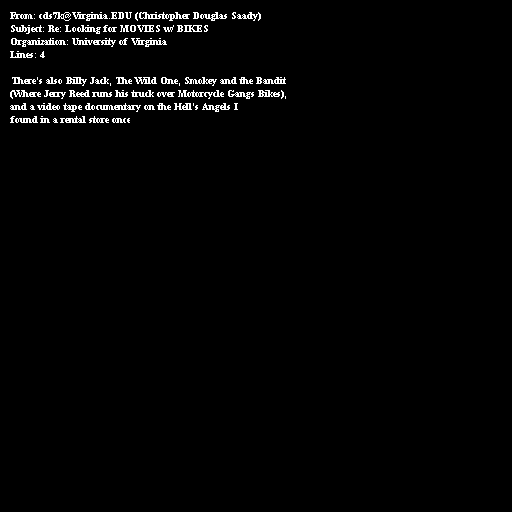 From: cds7k@Virginia.EDU (Christopher Douglas Saady)
Subject: Re: Looking for MOVIES w/ BIKES
Organization: University of Virginia
Lines: 4

There's also Billy Jack, The Wild One, Smokey and the Bandit
(Where Jerry Reed runs his truck over Motorcycle Gangs Bikes),
and a video tape documentary on the Hell's Angels I
found in a rental store once